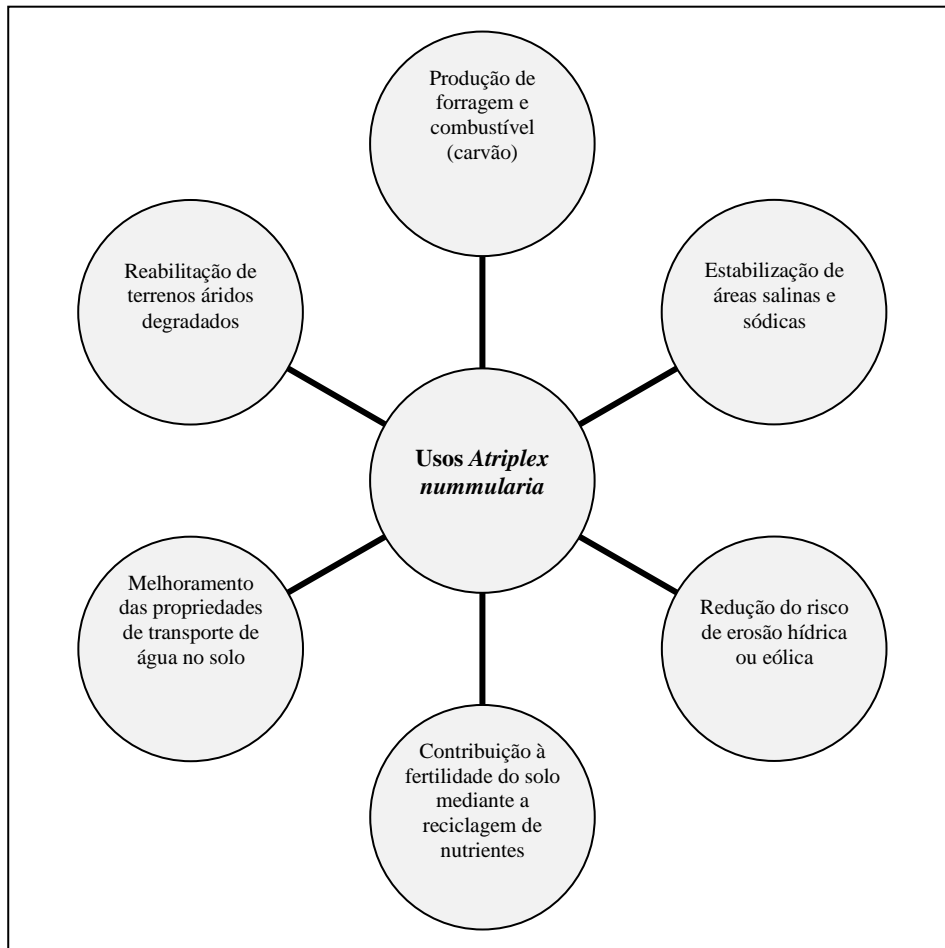 Produção de
forragem e
combustível
(carvão)
Reabilitação de
terrenos áridos
degradados
Estabilização de
áreas salinas e
sódicas
Usos Atriplex
nummularia
Melhoramento
das propriedades
de transporte de
água no solo
Redução do risco
de erosão hídrica
ou eólica
Contribuição à
fertilidade do solo
mediante a
reciclagem de
nutrientes